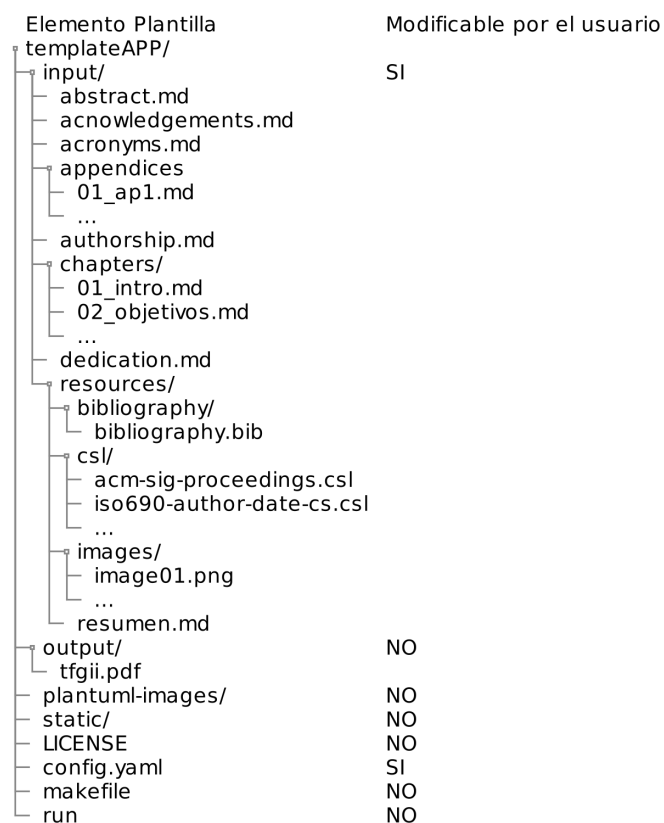 Elemento Plantilla Modificable por el usuario
templateAPP/
input/ SI
abstract.md
acnowledgements.md
acronyms.md
appendices
01_ap1.md
...
authorship.md
chapters/
01_intro.md
02_objetivos.md
...
dedication.md
resources/
bibliography/
bibliography.bib
csl/
acm-sig-proceedings.csl
iso690-author-date-cs.csl
...
images/
image01.png
...
resumen.md
output/ NO
tfgii.pdf
plantuml-images/ NO
static/ NO
LICENSE NO
config.yaml SI
makefile NO
run NO